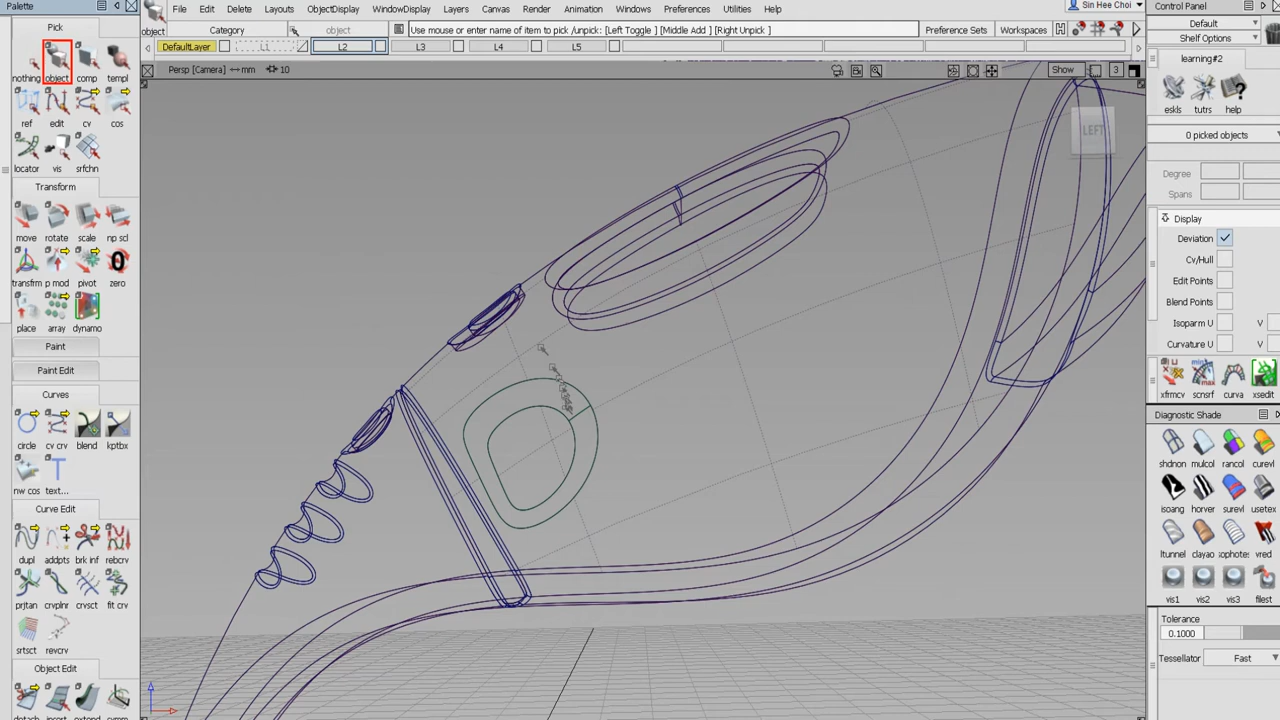 Palette
Edit Delete Layouts ObjectDisplay WindowDisplay Layers Canvas Render Animation Windows Preferences Utilities Help
Sin Hee Choi
Control Panel
object
Category object
Use mouse or enter name of item to pick /unpick: [Left Toggle ] [Middle Add ] [Right Unpick ]
Preference Sets Workspaces
Default
Shelf Options
DefaultLayer L1 L2 L3 L4 L5
Persp [Camera] mm 10
Show 3
LEFT
Pick
nothing object comp templ
ref edit cv cos
locator vis srfchn
Transform
move rotate scale np scl
transfrm p mod pivot zero
place array dynamo
Paint
Paint Edit
Curves
circle cv crv blend kptbx
nw cos text...
Curve Edit
dupl addpts brk inf rebcrv
prjtan crvplnr crvsct fit crv
srtsct revcrv
Object Edit
detach insert extend symm
learning#2
eskls tutrs help
0 picked objects
Degree
Spans
Display
Deviation
Cv/Hull
Edit Points
Blend Points
Isoparm U V
Curvature U V
xfrmcv scnsrf curva xsedit
Diagnostic Shade
shdnon mulcol rancol curevl
isoang horver surevl usetex
ltunnel clayao sophotes vred
vis1 vis2 vis3 filest
Tolerance
0.1000
Tessellator Fast